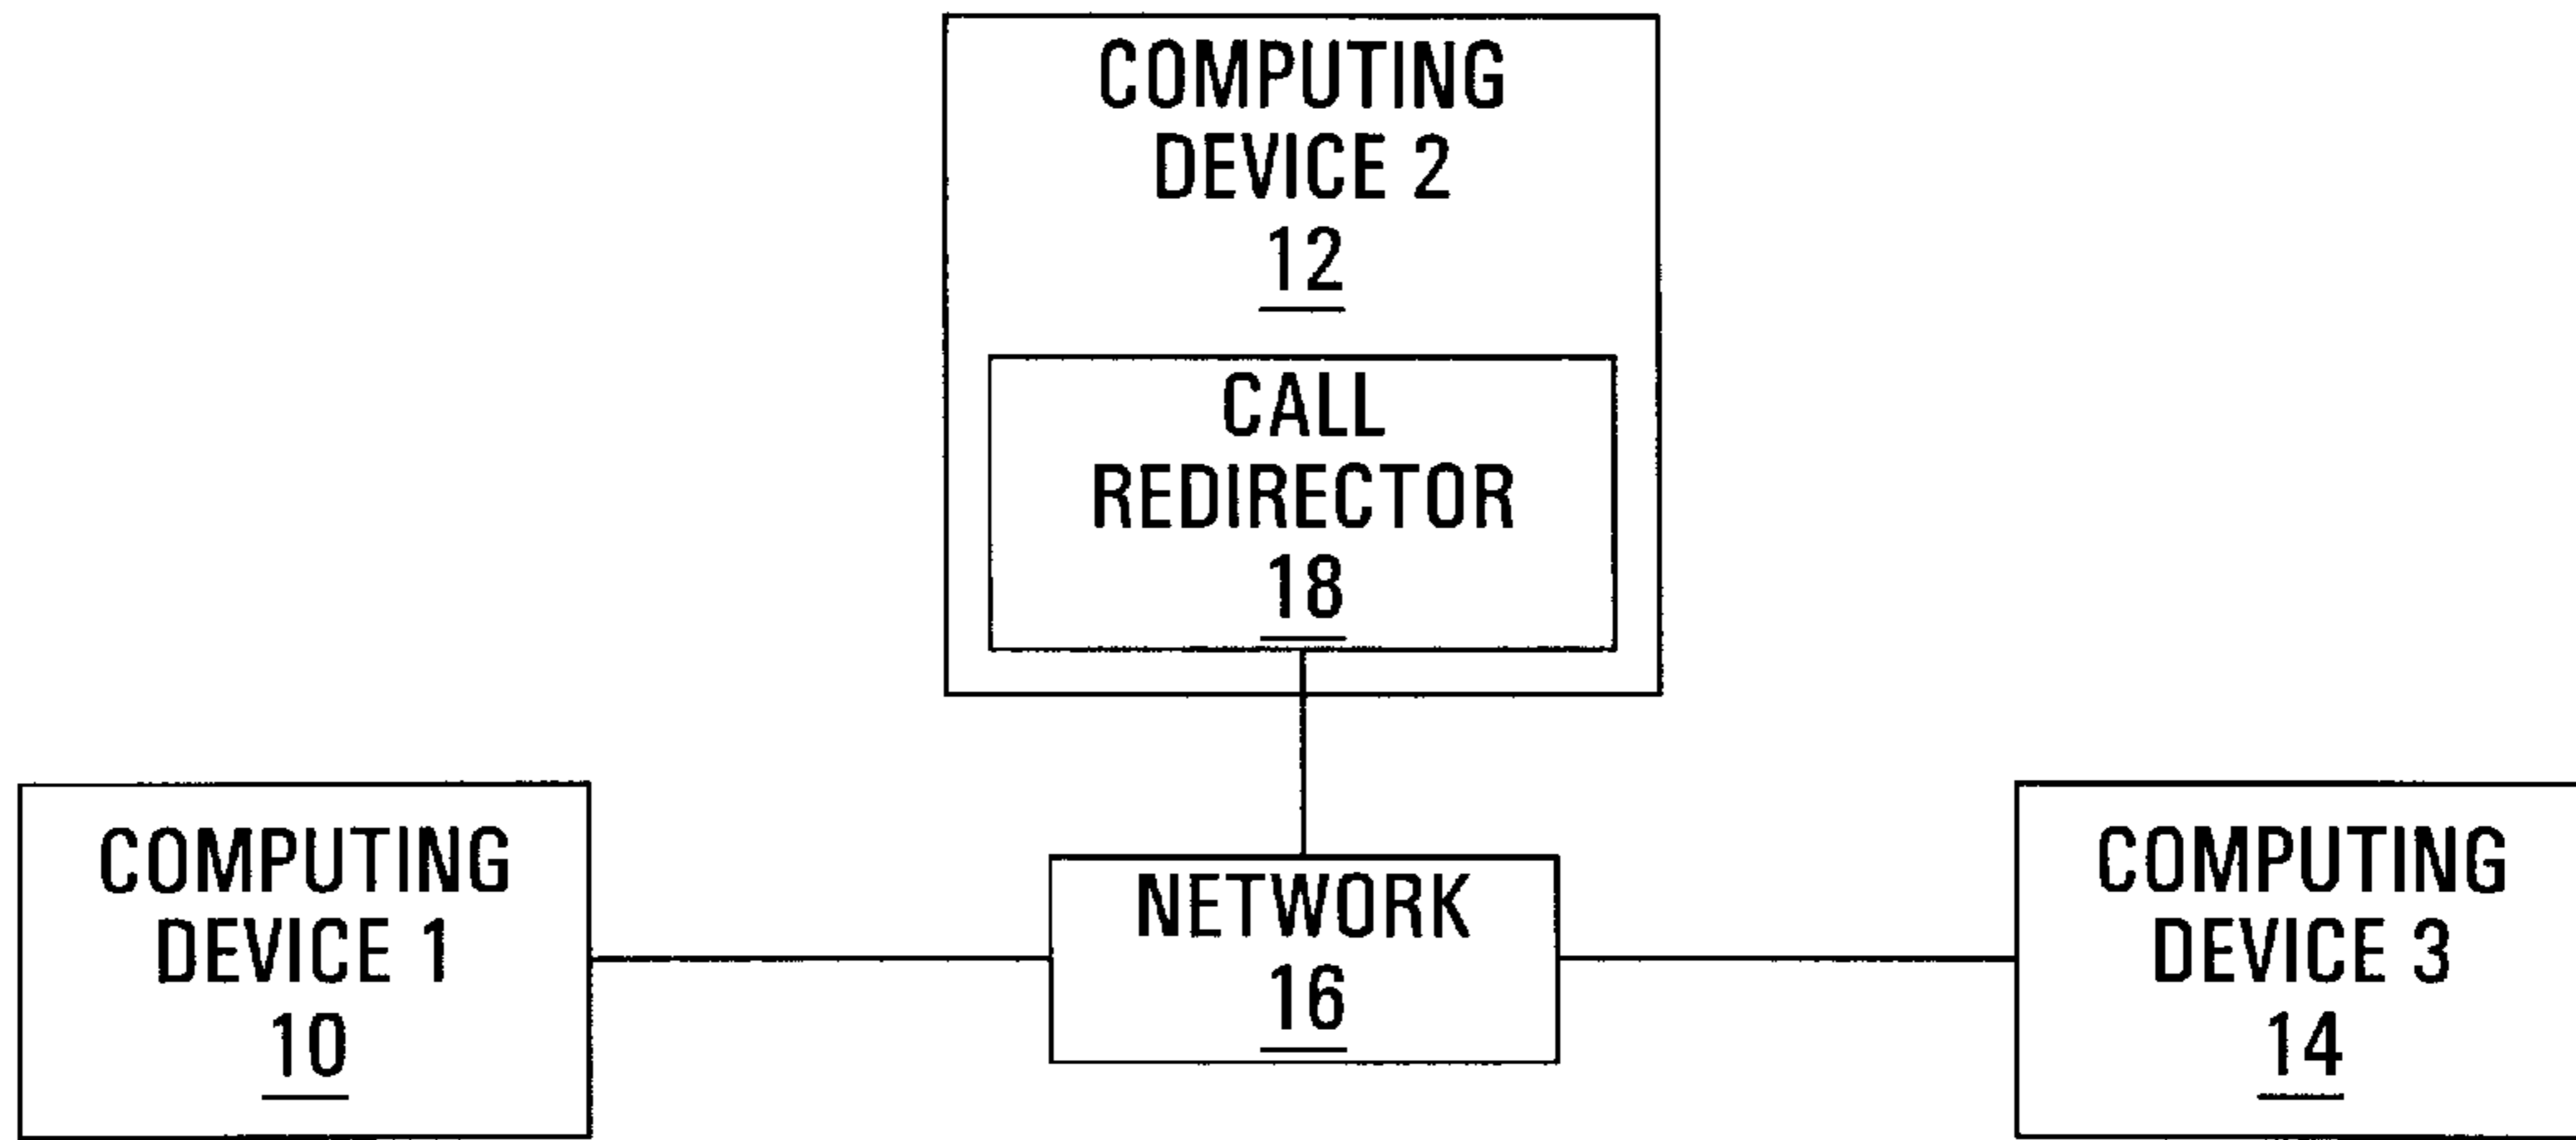 COMPUTING
DEVICE 2
12
CALL
REDIRECTOR
18
COMPUTING
DEVICE 1
10
NETWORK
16
COMPUTING
DEVICE 3
14